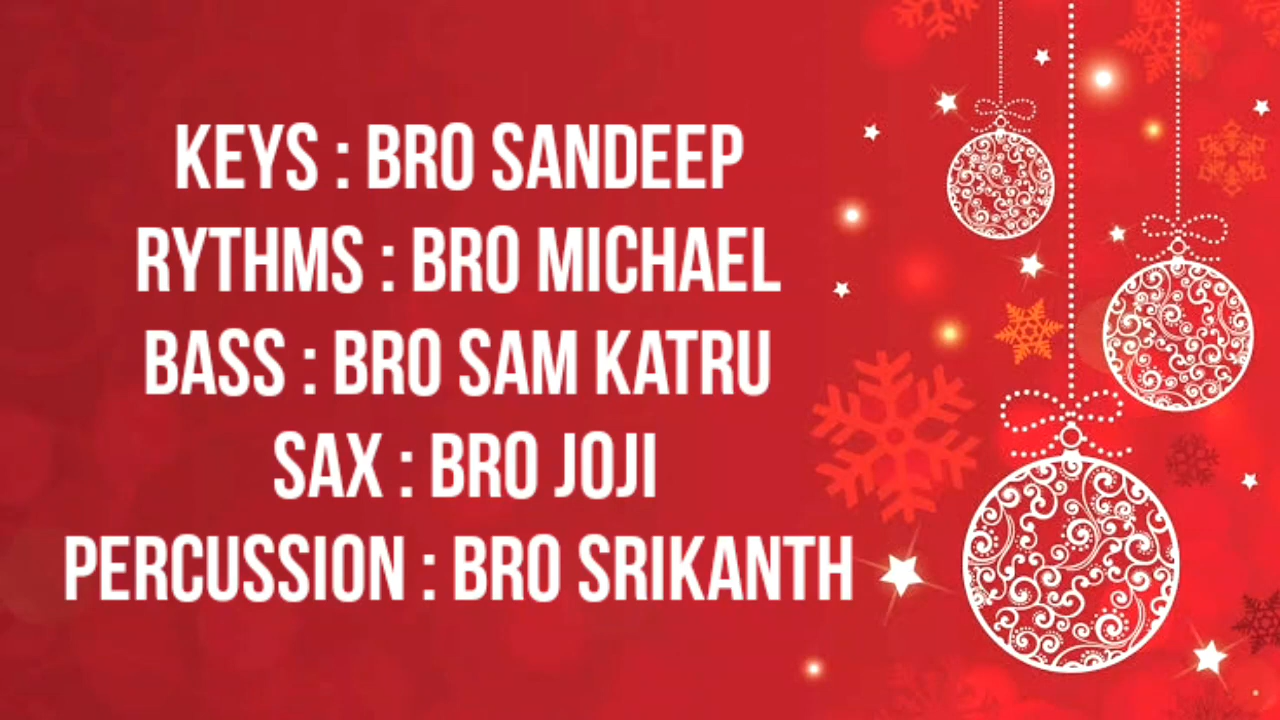 KEYS : BRO SANDEEP
RYTHMS : BRO MICHAEL
BASS : BRO SAM KATRU
SAX : BRO JOJI
PERCUSSION : BRO SRIKANTH